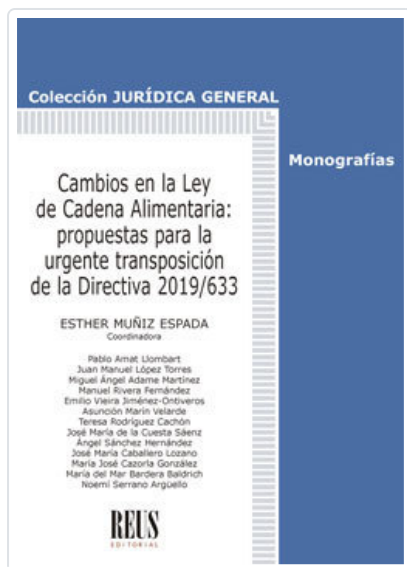 Colección JURÍDICA GENERAL
Monografías
Cambios en la Ley
de Cadena Alimentaria:
propuestas para la
urgente transposición
de la Directiva 2019/633
ESTHER MUÑIZ ESPADA
Coordinadora
Pablo Amat Llombart
Juan Manuel López Torres
Miguel Ángel Adame Martínez
Manuel Rivera Fernández
Emilio Vieira Jiménez-Ontiveros
Asunción Marín Velarde
Teresa Rodríguez Cachón
José María de la Cuesta Sáenz
Ángel Sánchez Hernández
José María Caballero Lozano
María José Cazorla González
María del Mar Bardera Baldrich
Noemí Serrano Argüello
REUS
EDITORIAL